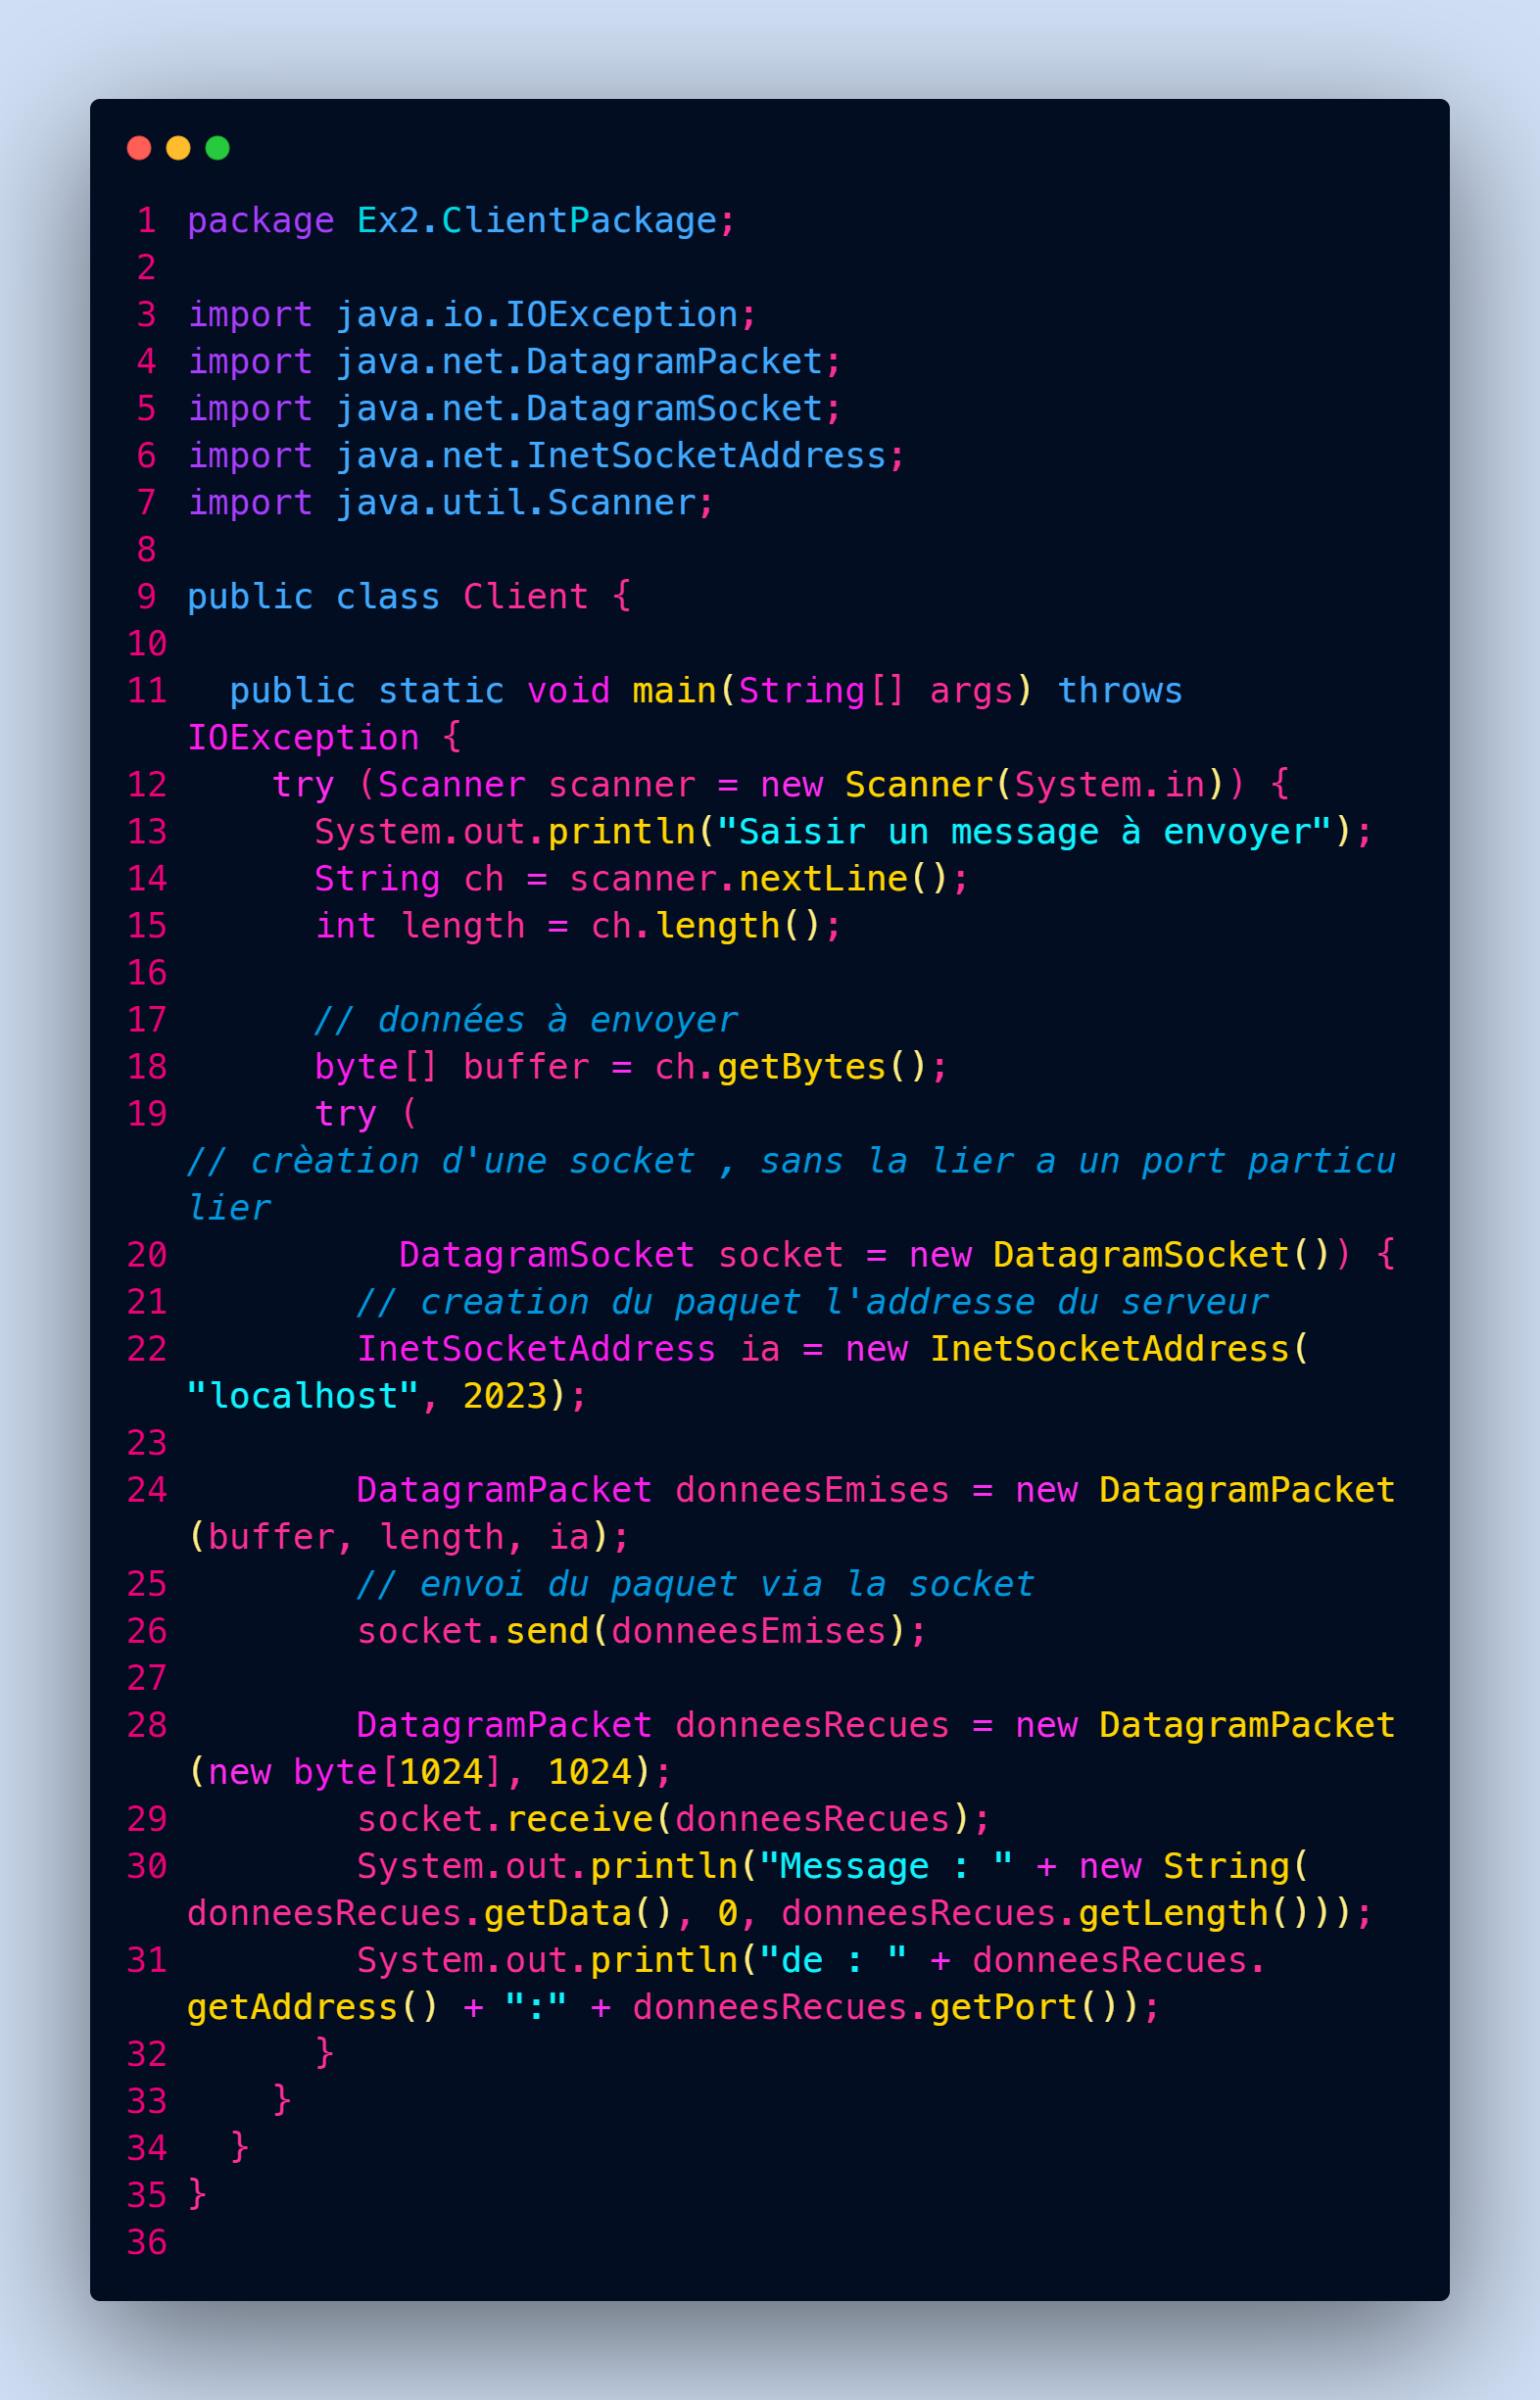 1 package Ex2.ClientPackage;
2
3 import java.io.IOException;
4 import java.net.DatagramPacket;
5 import java.net.DatagramSocket;
6 import java.net.InetSocketAddress;
7 import java.util.Scanner;
8
9 public class Client {
10
11   public static void main(String[] args) throws
IOException {
12     try (Scanner scanner = new Scanner(System.in)) {
13       System.out.println("Saisir un message à envoyer");
14       String ch = scanner.nextLine();
15       int length = ch.length();
16
17       // données à envoyer
18       byte[] buffer = ch.getBytes();
19       try (
// crèation d'une socket , sans la lier a un port particu
lier
20           DatagramSocket socket = new DatagramSocket()) {
21         // creation du paquet l'addresse du serveur
22         InetSocketAddress ia = new InetSocketAddress(
"localhost", 2023);
23
24         DatagramPacket donneesEmises = new DatagramPacket
(buffer, length, ia);
25         // envoi du paquet via la socket
26         socket.send(donneesEmises);
27
28         DatagramPacket donneesRecues = new DatagramPacket
(new byte[1024], 1024);
29         socket.receive(donneesRecues);
30         System.out.println("Message : " + new String(
donneesRecues.getData(), 0, donneesRecues.getLength()));
31         System.out.println("de : " + donneesRecues.
getAddress() + ":" + donneesRecues.getPort());
32       }
33     }
34   }
35 }
36